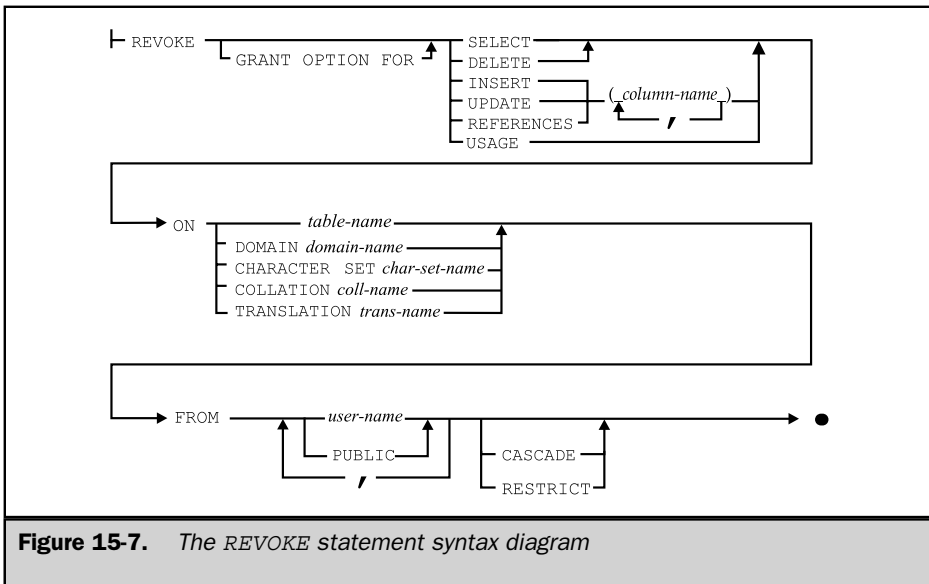 REVOKE
GRANT OPTION FOR
SELECT
DELETE
INSERT
UPDATE
REFERENCES
USAGE
(column-name)
,
ON
table-name
DOMAIN domain-name
CHARACTER SET char-set-name
COLLATION coll-name
TRANSLATION trans-name
FROM
user-name
PUBLIC
,
CASCADE
RESTRICT
Figure 15-7. The REVOKE statement syntax diagram